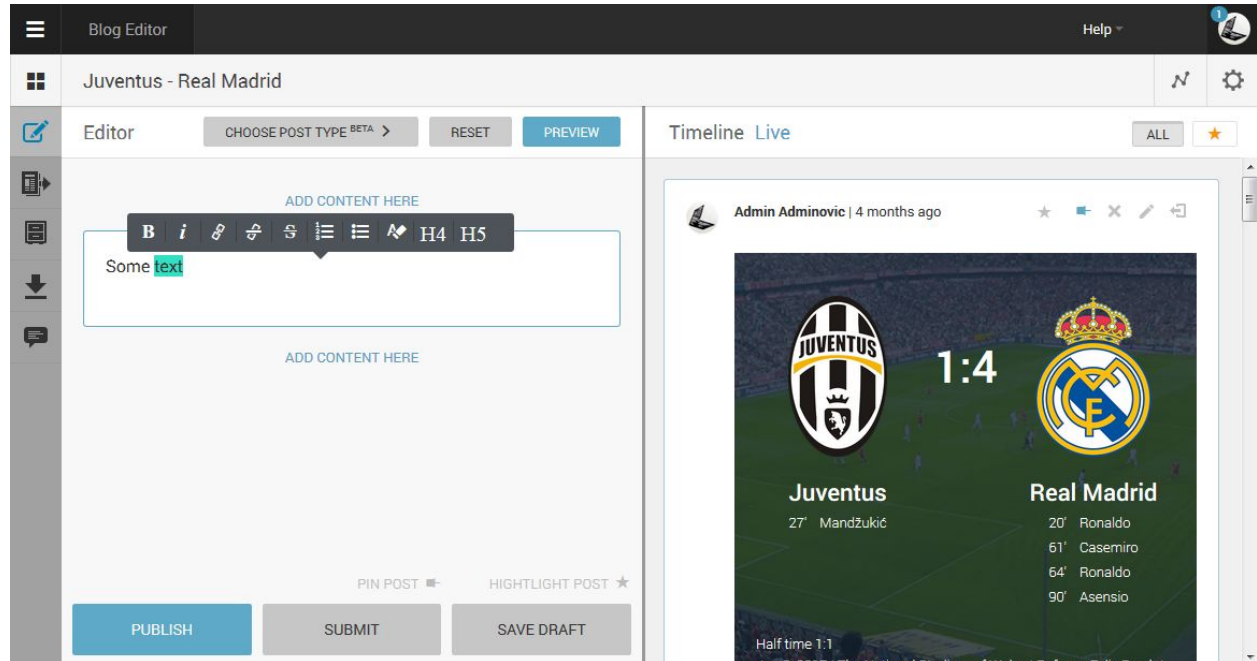 Blog Editor
Help
1
Juventus - Real Madrid
Editor
CHOOSE POST TYPE BETA >
RESET
PREVIEW
ADD CONTENT HERE
B i S H4 H5
Some text
ADD CONTENT HERE
PIN POST
HIGHTLIGHT POST
PUBLISH
SUBMIT
SAVE DRAFT
Timeline Live
ALL
Admin Adminovic | 4 months ago
JUVENTUS
1:4
Juventus
27' Mandžukić
Real Madrid
20' Ronaldo
61' Casemiro
64' Ronaldo
90' Asensio
Half time 1:1